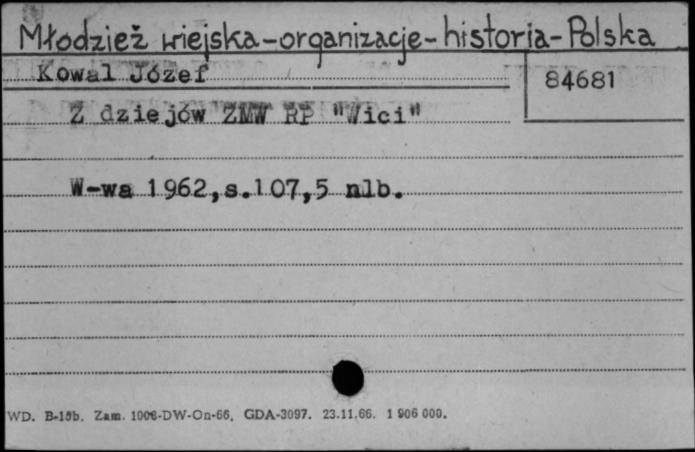 Młodzież wiejska-organizacje-historia-Polska
Kowal Józef
84681
Z dziejów ZMW RP "Wici"
W-wa 1962,s.107,5 nlb.
WD. B-15b. Zam. 1006-DW-On-66. GDA-3097. 23.11.66. 1 906 000.